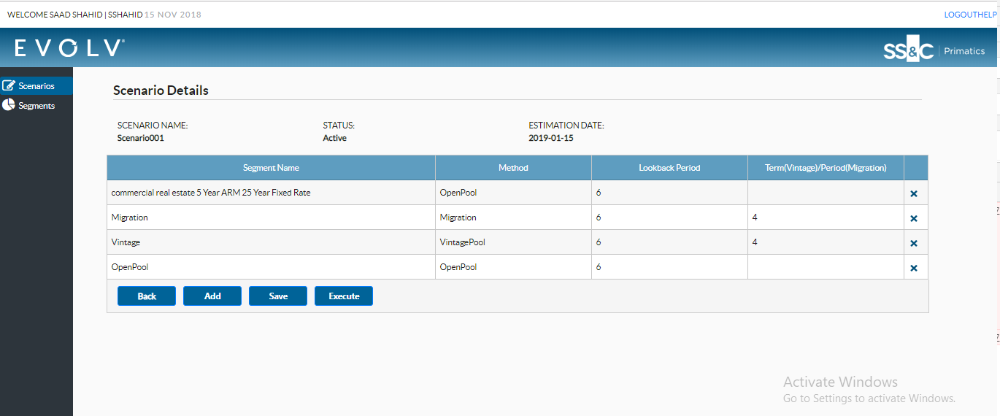 WELCOME SAAD SHAHID | SSHAHID 15 NOV 2018 LOGOUTHELP
EVOLV® SS&C Primatics
Scenarios
Segments
Scenario Details
SCENARIO NAME: STATUS: ESTIMATION DATE:
Scenario001 Active 2019-01-15
Segment Name Method Lookback Period Term(Vintage)/Period(Migration)
commercial real estate 5 Year ARM 25 Year Fixed Rate OpenPool 6
Migration Migration 6 4
Vintage VintagePool 6 4
OpenPool OpenPool 6
Back Add Save Execute
Activate Windows
Go to Settings to activate Windows.